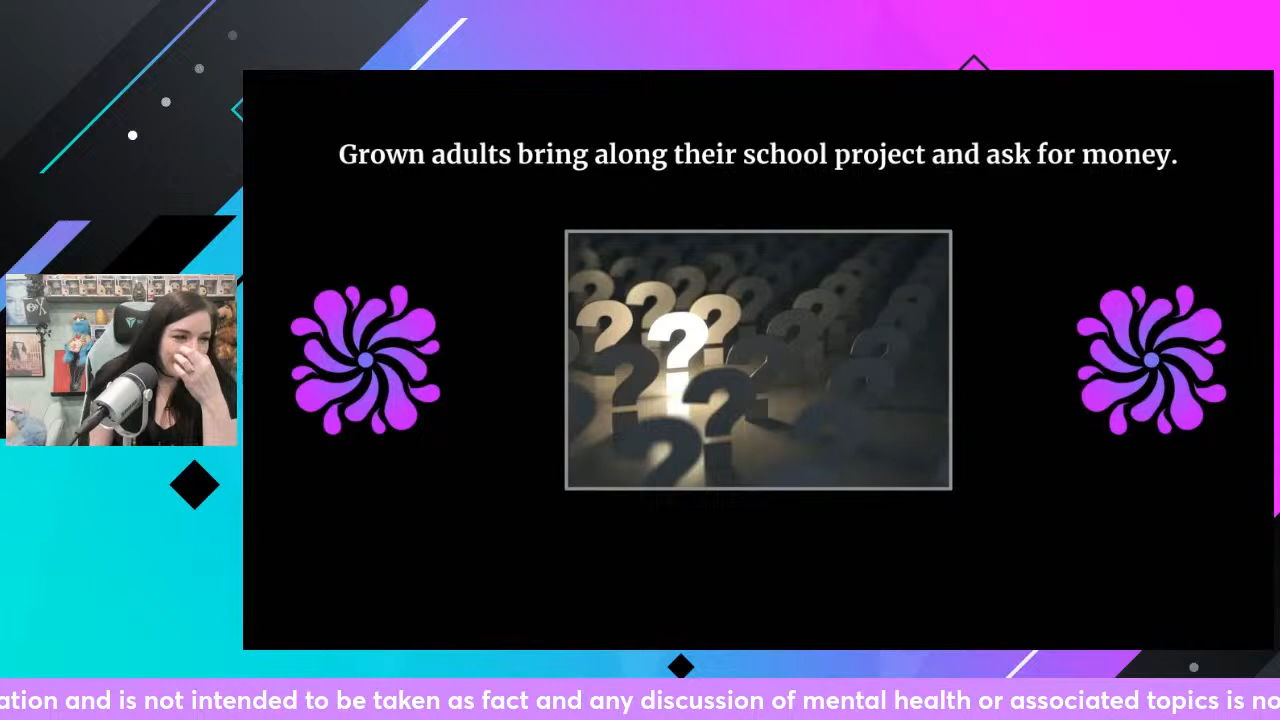 Grown adults bring along their school project and ask for money.
ation and is not intended to be taken as fact and any discussion of mental health or associated topics is no